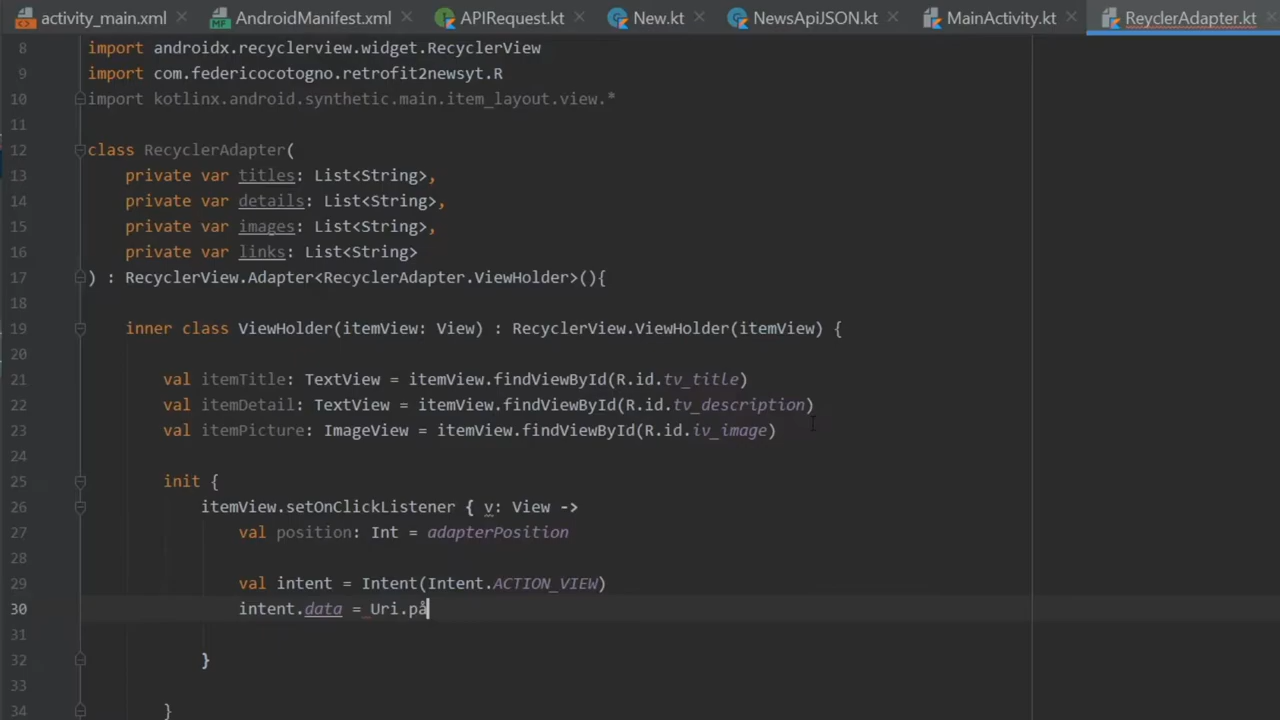 activity_main.xml AndroidManifest.xml APIRequest.kt New.kt NewsApiJSON.kt MainActivity.kt ReyclerAdapter.kt
8 import androidx.recyclerview.widget.RecyclerView
9 import com.federicocotogno.retrofit2newsyt.R
10 import kotlinx.android.synthetic.main.item_layout.view.*
11
12 class RecyclerAdapter(
13 private var titles: List<String>,
14 private var details: List<String>,
15 private var images: List<String>,
16 private var links: List<String>
17 ) : RecyclerView.Adapter<RecyclerAdapter.ViewHolder>(){
18
19 inner class ViewHolder(itemView: View) : RecyclerView.ViewHolder(itemView) {
20
21 val itemTitle: TextView = itemView.findViewById(R.id.tv_title)
22 val itemDetail: TextView = itemView.findViewById(R.id.tv_description)
23 val itemPicture: ImageView = itemView.findViewById(R.id.iv_image)
24
25 init {
26 itemView.setOnClickListener { v: View ->
27 val position: Int = adapterPosition
28
29 val intent = Intent(Intent.ACTION_VIEW)
30 intent.data = Uri.på
31
32 }
33
34 }